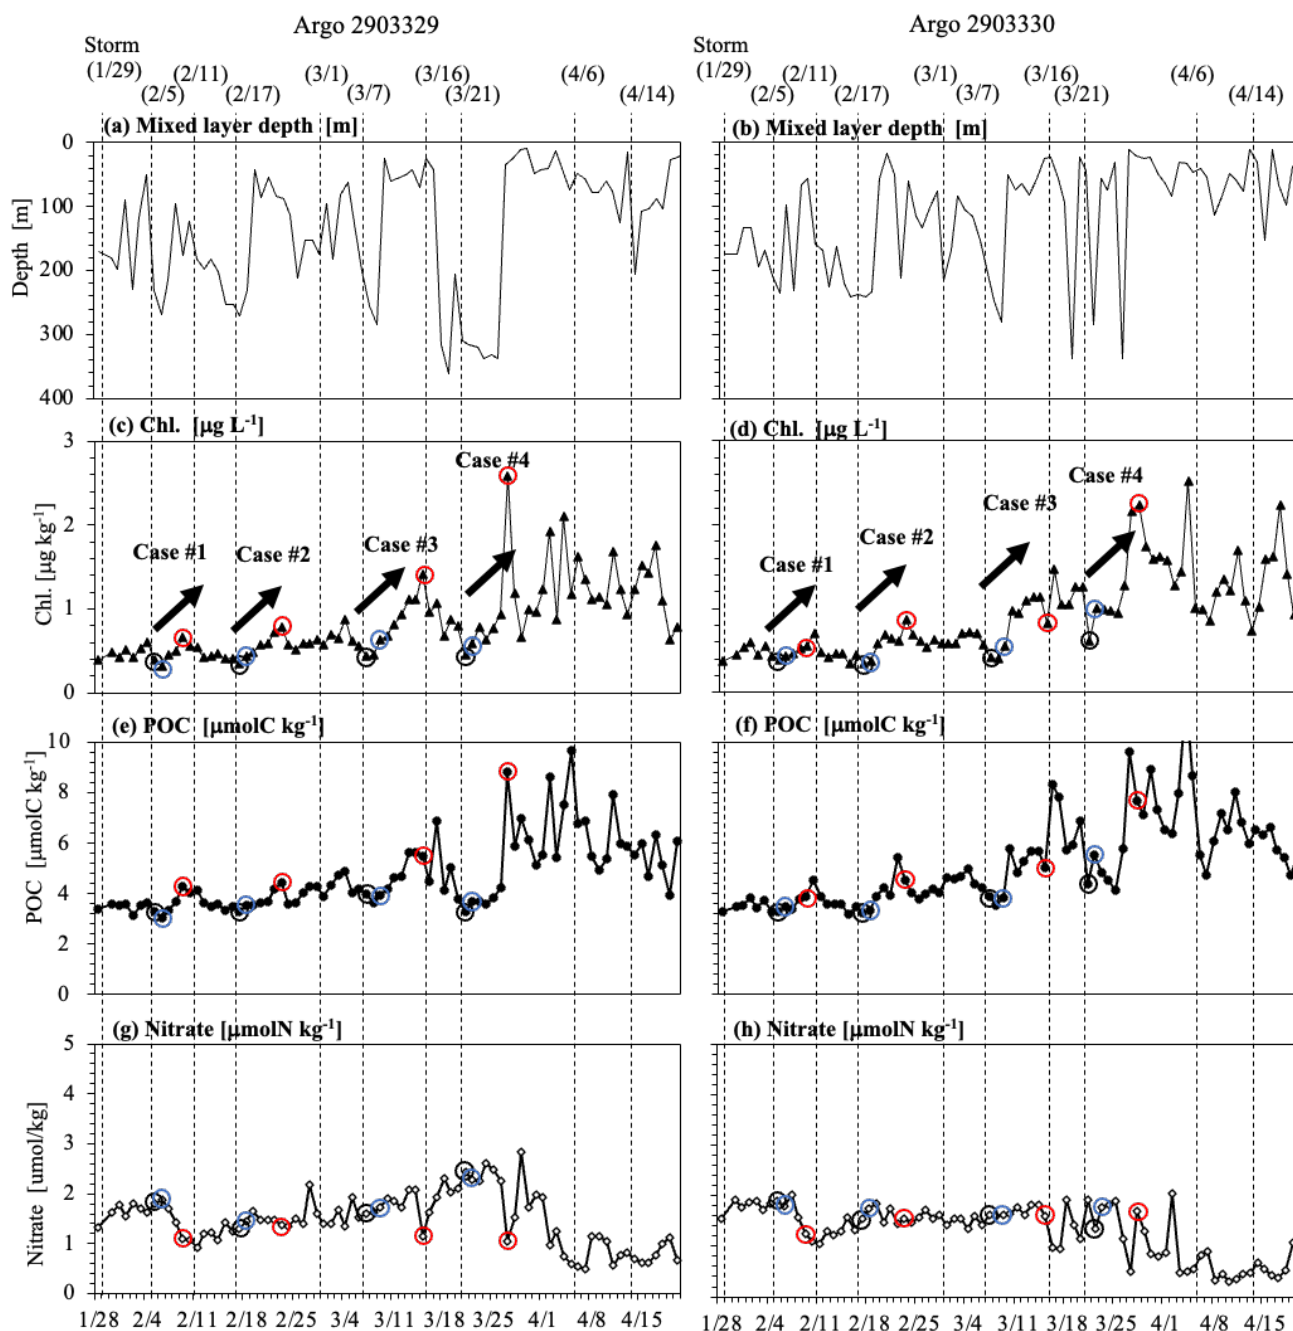 Argo 2903329
Argo 2903330
Storm
(1/29) (2/11) (3/1) (3/16) (4/6)
(2/5) (2/17) (3/7) (3/21) (4/14)
Storm
(1/29) (2/11) (3/1) (3/16) (4/6)
(2/5) (2/17) (3/7) (3/21) (4/14)
(a) Mixed layer depth [m]
(b) Mixed layer depth [m]
Depth [m]
0
100
200
300
400
(c) Chl. [μg L-1]
(d) Chl. [μg L-1]
Chl. [μg kg-1]
3
2
1
0
Case #1
Case #2
Case #3
Case #4
Case #1
Case #2
Case #3
Case #4
(e) POC [μmolC kg-1]
(f) POC [μmolC kg-1]
POC [μmolC kg-1]
10
8
6
4
2
0
(g) Nitrate [μmolN kg-1]
(h) Nitrate [μmolN kg-1]
Nitrate [umol/kg]
5
4
3
2
1
0
1/28 2/4 2/11 2/18 2/25 3/4 3/11 3/18 3/25 4/1 4/8 4/15
1/28 2/4 2/11 2/18 2/25 3/4 3/11 3/18 3/25 4/1 4/8 4/15